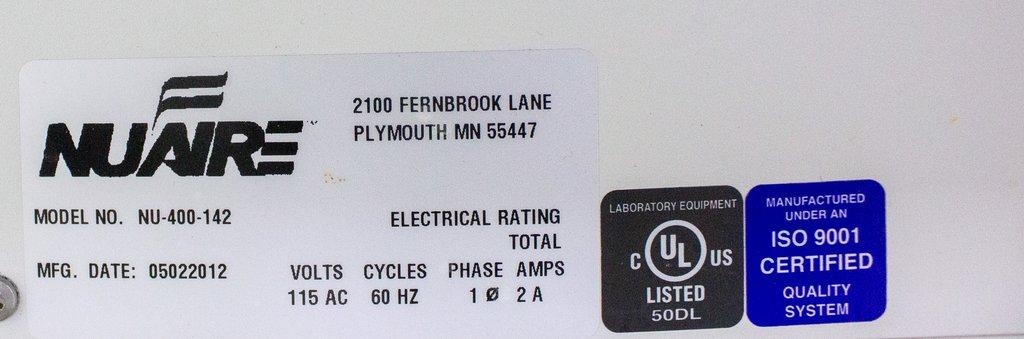 NUAIRE™
2100 FERNBROOK LANE
PLYMOUTH MN 55447
MODEL NO. NU-400-142
ELECTRICAL RATING
TOTAL
MFG. DATE: 05022012
VOLTS CYCLES PHASE AMPS
115 AC 60 HZ 1 Ø 2 A
LABORATORY EQUIPMENT
C UL US
LISTED
50DL
MANUFACTURED
UNDER AN
ISO 9001
CERTIFIED
QUALITY
SYSTEM